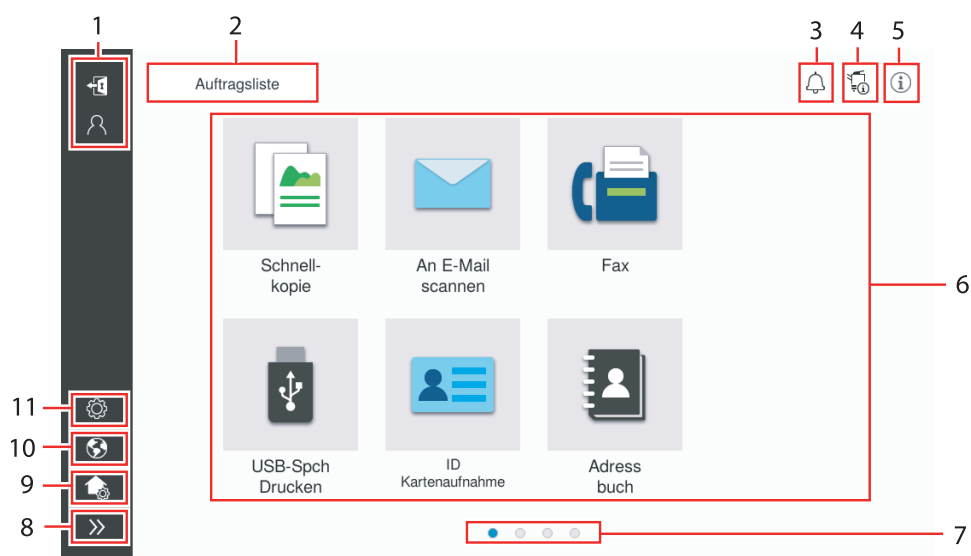 1
2
3
4
5
Auftragsliste
Schnell-
kopie
An E-Mail
scannen
Fax
6
USB-Spch
Drucken
ID
Kartenaufnahme
Adress
buch
11
10
9
8
7